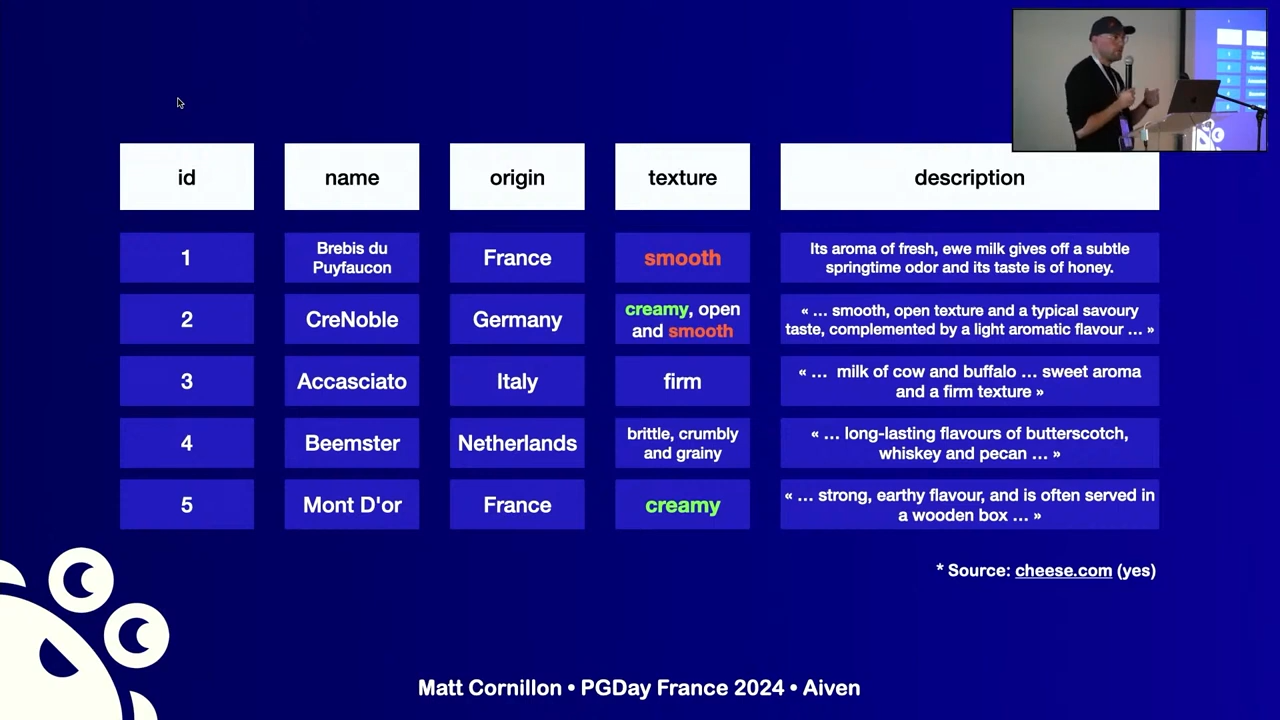 id name origin texture description
1 Brebis du Puyfaucon France smooth Its aroma of fresh, ewe milk gives off a subtle springtime odor and its taste is of honey.
2 CreNoble Germany creamy, open and smooth « ... smooth, open texture and a typical savoury taste, complemented by a light aromatic flavour ... »
3 Accasciato Italy firm « ... milk of cow and buffalo ... sweet aroma and a firm texture »
4 Beemster Netherlands brittle, crumbly and grainy « ... long-lasting flavours of butterscotch, whiskey and pecan ... »
5 Mont D'or France creamy « ... strong, earthy flavour, and is often served in a wooden box ... »
* Source: cheese.com (yes)
Matt Cornillon • PGDay France 2024 • Aiven